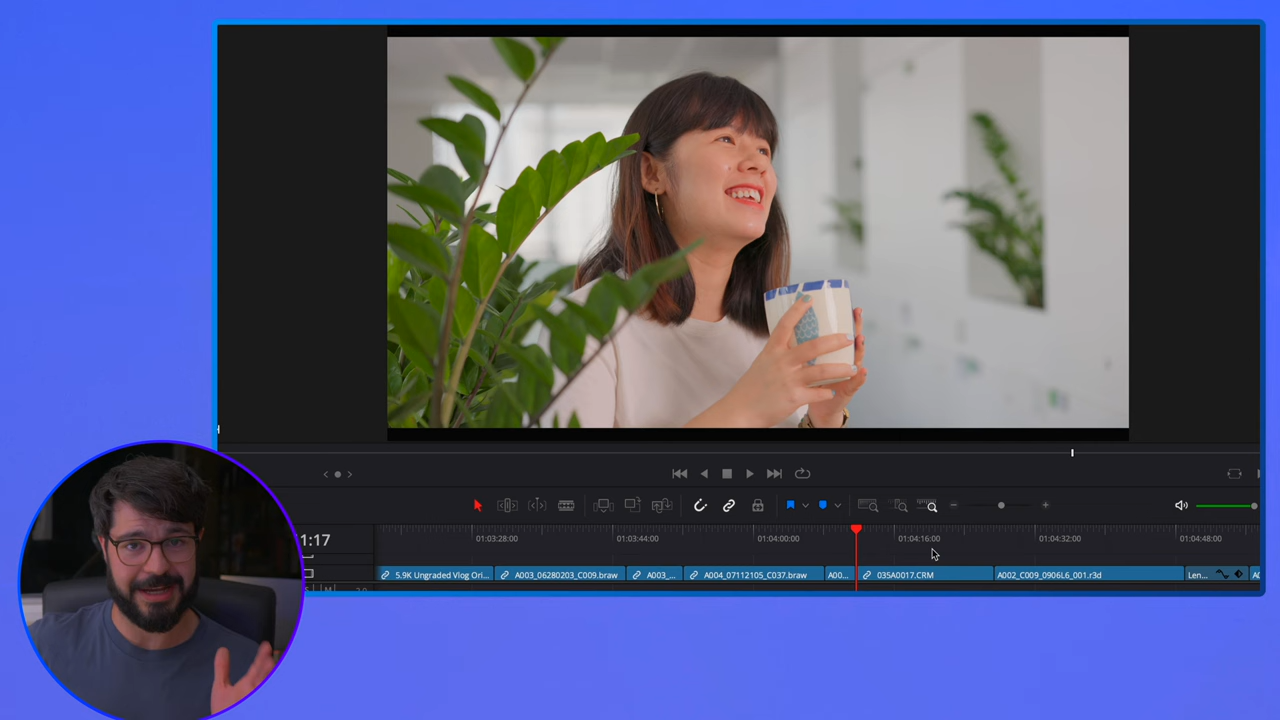 1:17
01:03:28:00
01:03:44:00
01:04:00:00
01:04:16:00
01:04:32:00
01:04:48:00
5.9K Ungraded Vlog Ori...
A003_06280203_C009.braw
A003_...
A004_07112105_C037.braw
A00...
035A0017.CRM
A002_C009_0906L6_001.r3d
Len...